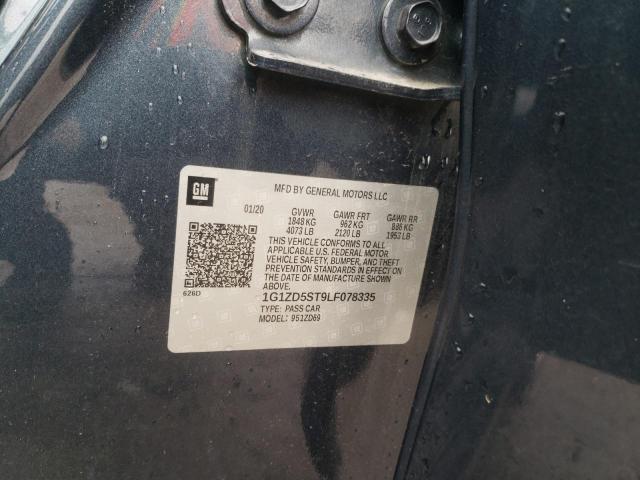 GM
MFD BY GENERAL MOTORS LLC
01/20 GVWR GAWR FRT GAWR RR
1848 KG 962 KG 886 KG
4073 LB 2120 LB 1953 LB
THIS VEHICLE CONFORMS TO ALL
APPLICABLE U.S. FEDERAL MOTOR
VEHICLE SAFETY, BUMPER, AND THEFT
PREVENTION STANDARDS IN EFFECT ON
THE DATE OF MANUFACTURE SHOWN
ABOVE.
626D
1G1ZD5ST9LF078335
TYPE: PASS CAR
MODEL: 951ZD69